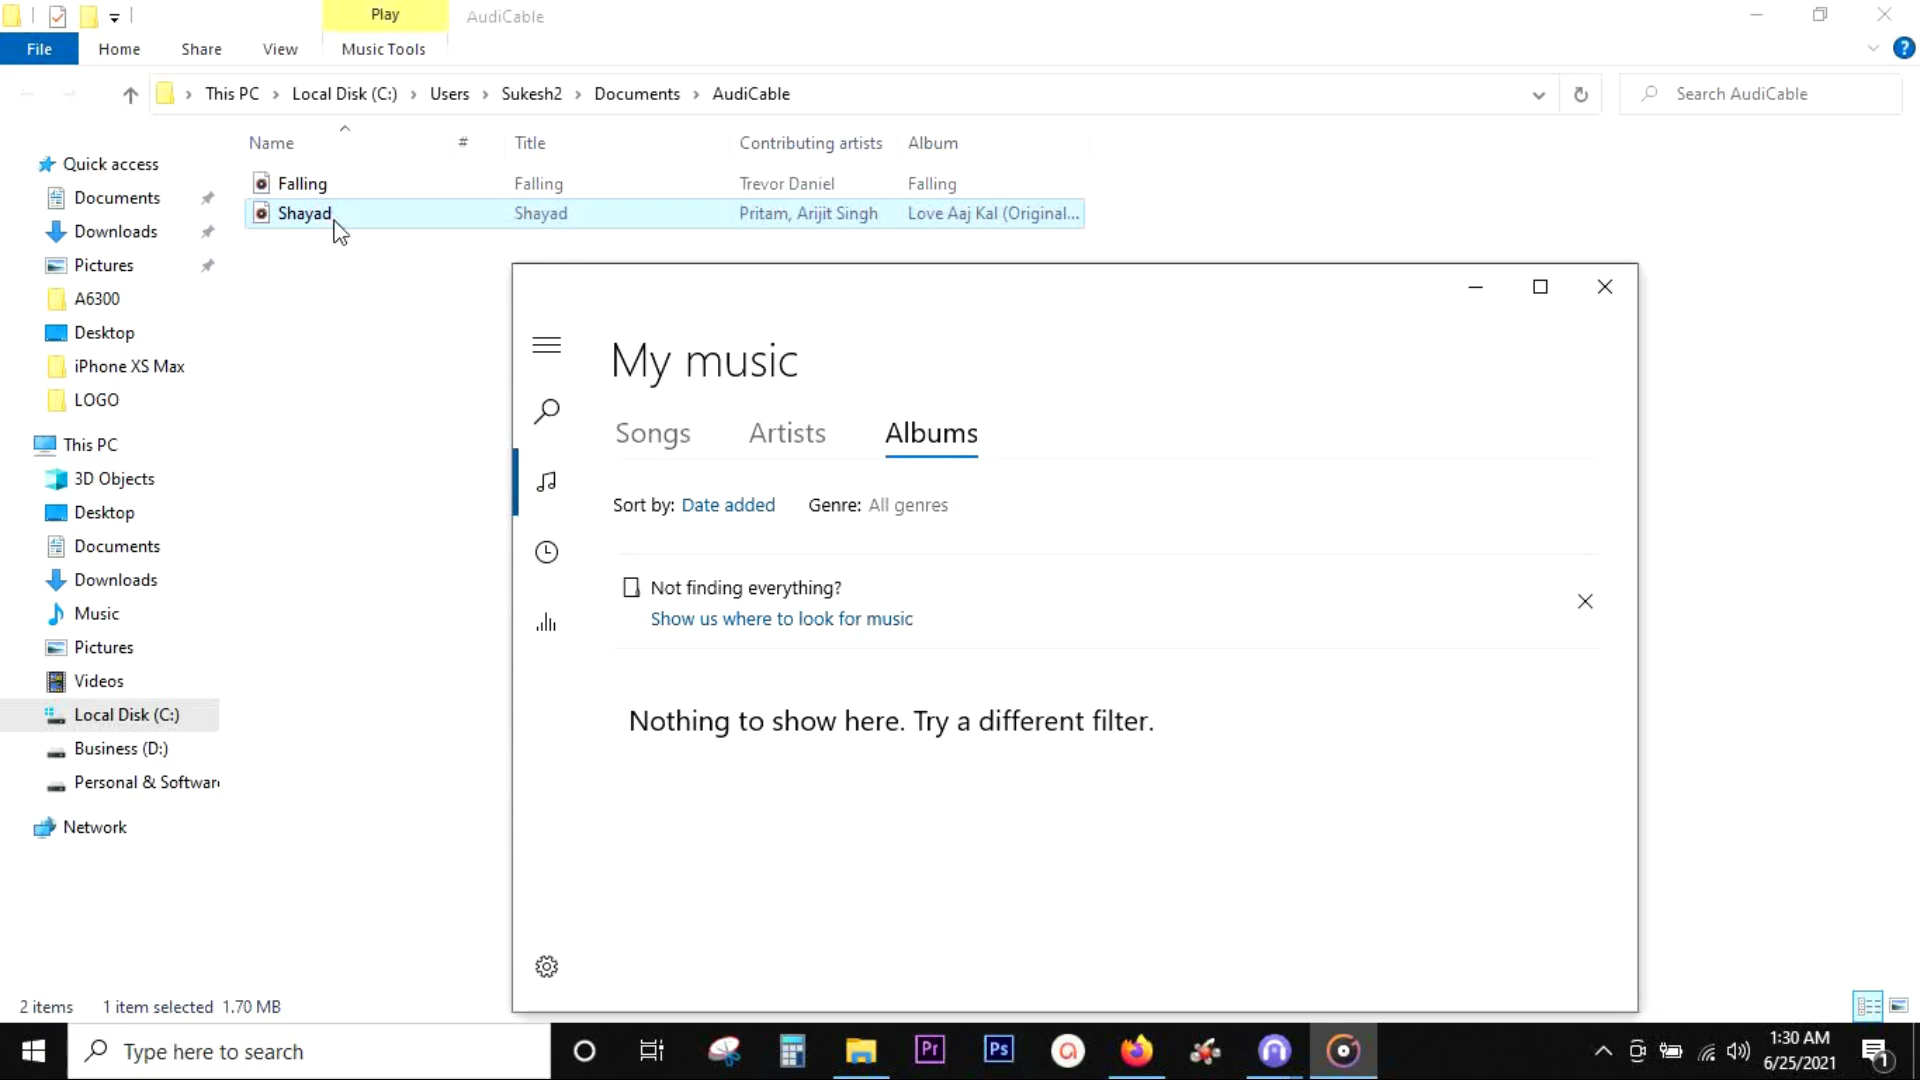 Play
AudiCable
File
Home
Share
View
Music Tools
?
This PC
Local Disk (C:)
Users
Sukesh2
Documents
AudiCable
Search AudiCable
Name
#
Title
Contributing artists
Album
Falling
Falling
Trevor Daniel
Falling
Shayad
Shayad
Pritam, Arijit Singh
Love Aaj Kal (Original...
Quick access
Documents
Downloads
Pictures
A6300
Desktop
iPhone XS Max
LOGO
This PC
3D Objects
Desktop
Documents
Downloads
Music
Pictures
Videos
Local Disk (C:)
Business (D:)
Personal & Softwar
Network
My music
Songs
Artists
Albums
Sort by: Date added
Genre: All genres
Not finding everything?
Show us where to look for music
Nothing to show here. Try a different filter.
2 items
1 item selected 1.70 MB
Type here to search
Pr
Ps
1:30 AM
6/25/2021
1